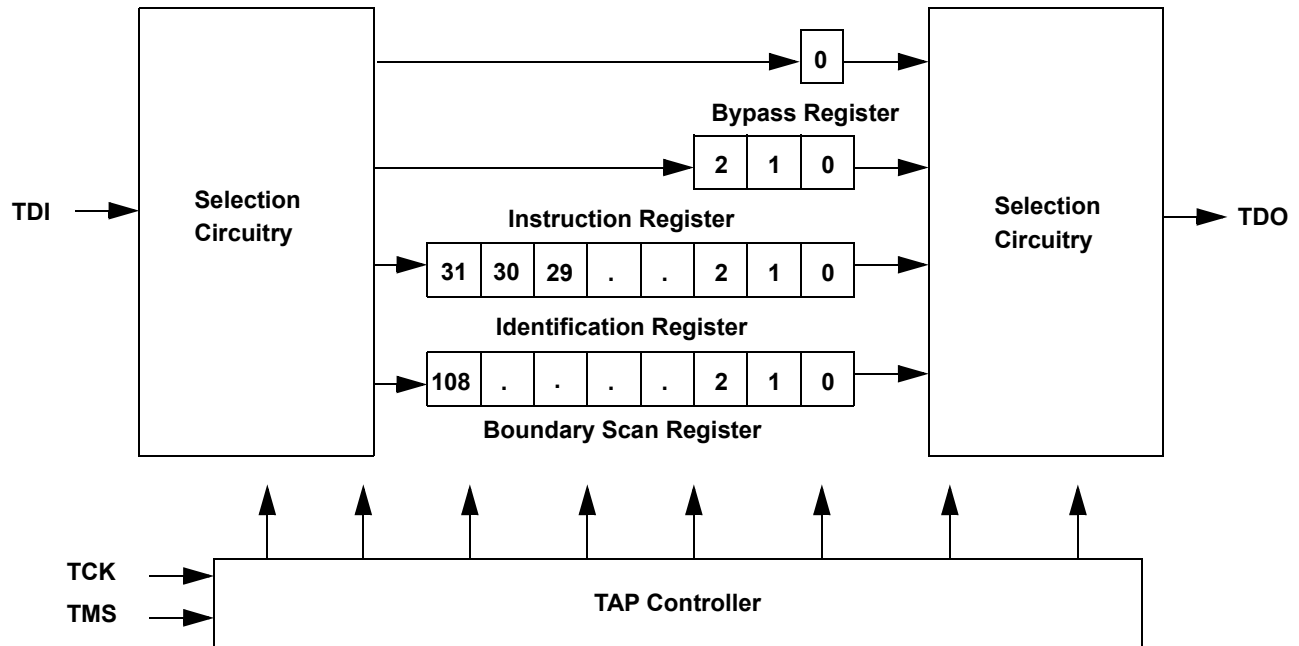 0
Bypass Register
2 1 0
TDI
Selection
Circuitry
Selection
Circuitry
TDO
Instruction Register
31 30 29 . . 2 1 0
Identification Register
108 . . . . 2 1 0
Boundary Scan Register
TCK
TMS
TAP Controller